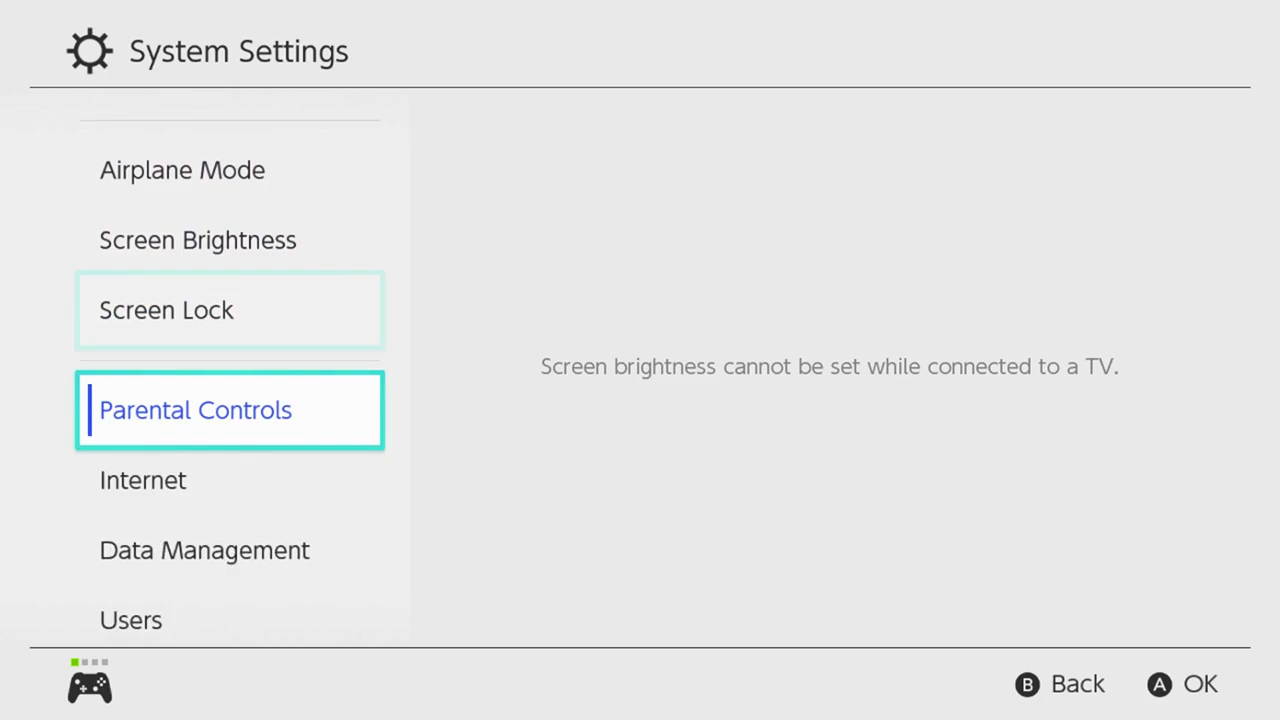 System Settings
Airplane Mode
Screen Brightness
Screen Lock
Screen brightness cannot be set while connected to a TV.
Parental Controls
Internet
Data Management
Users
B Back A OK